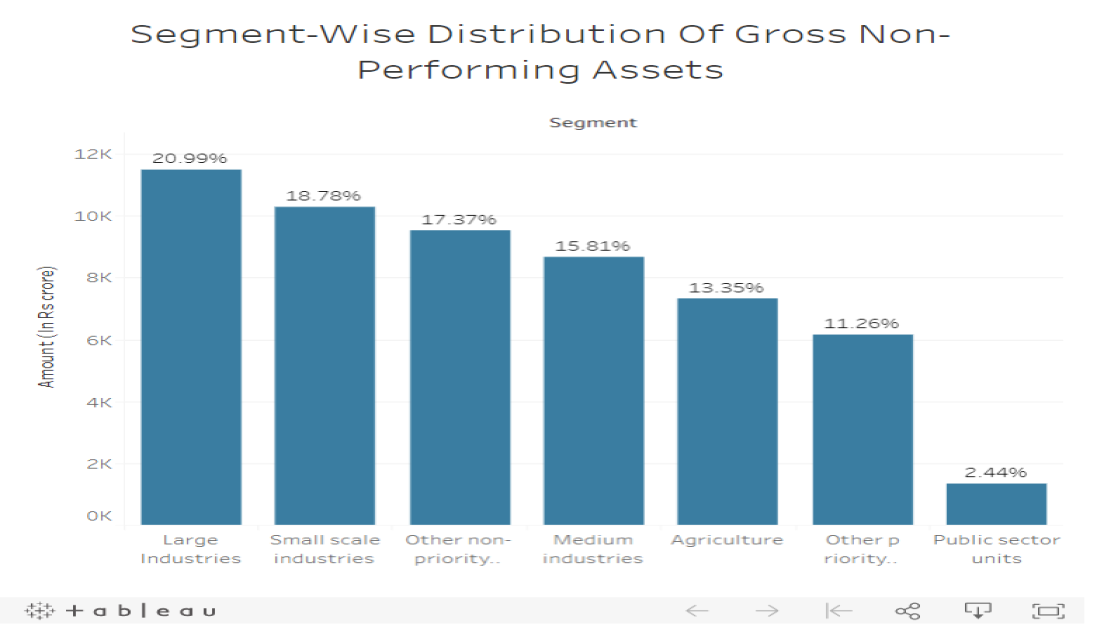 Segment-Wise Distribution Of Gross Non-
Performing Assets
Segment
Amount (In Rs crore)
12K
10K
8K
6K
4K
2K
0K
20.99%
18.78%
17.37%
15.81%
13.35%
11.26%
2.44%
Large
Industries
Small scale
industries
Other non-
priority..
Medium
industries
Agriculture
Other p
riority..
Public sector
units
+ a b l e a u